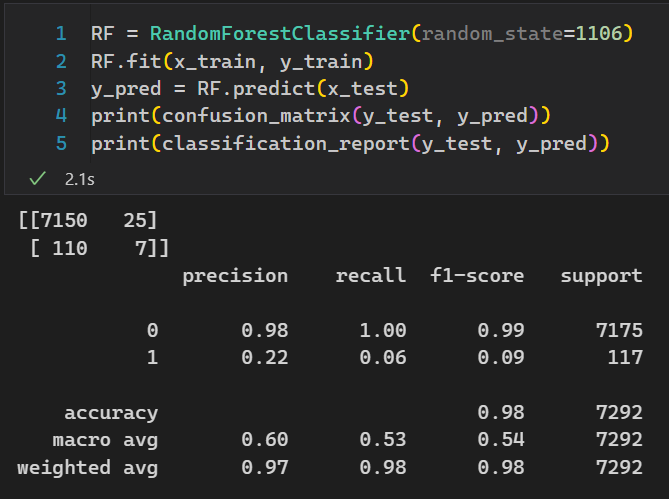 1 RF = RandomForestClassifier(random_state=1106)
2 RF.fit(x_train, y_train)
3 y_pred = RF.predict(x_test)
4 print(confusion_matrix(y_test, y_pred))
5 print(classification_report(y_test, y_pred))
✓ 2.1s
[[7150   25]
 [ 110    7]]
              precision    recall  f1-score   support
           0       0.98      1.00      0.99      7175
           1       0.22      0.06      0.09       117
    accuracy                           0.98      7292
   macro avg       0.60      0.53      0.54      7292
weighted avg       0.97      0.98      0.98      7292